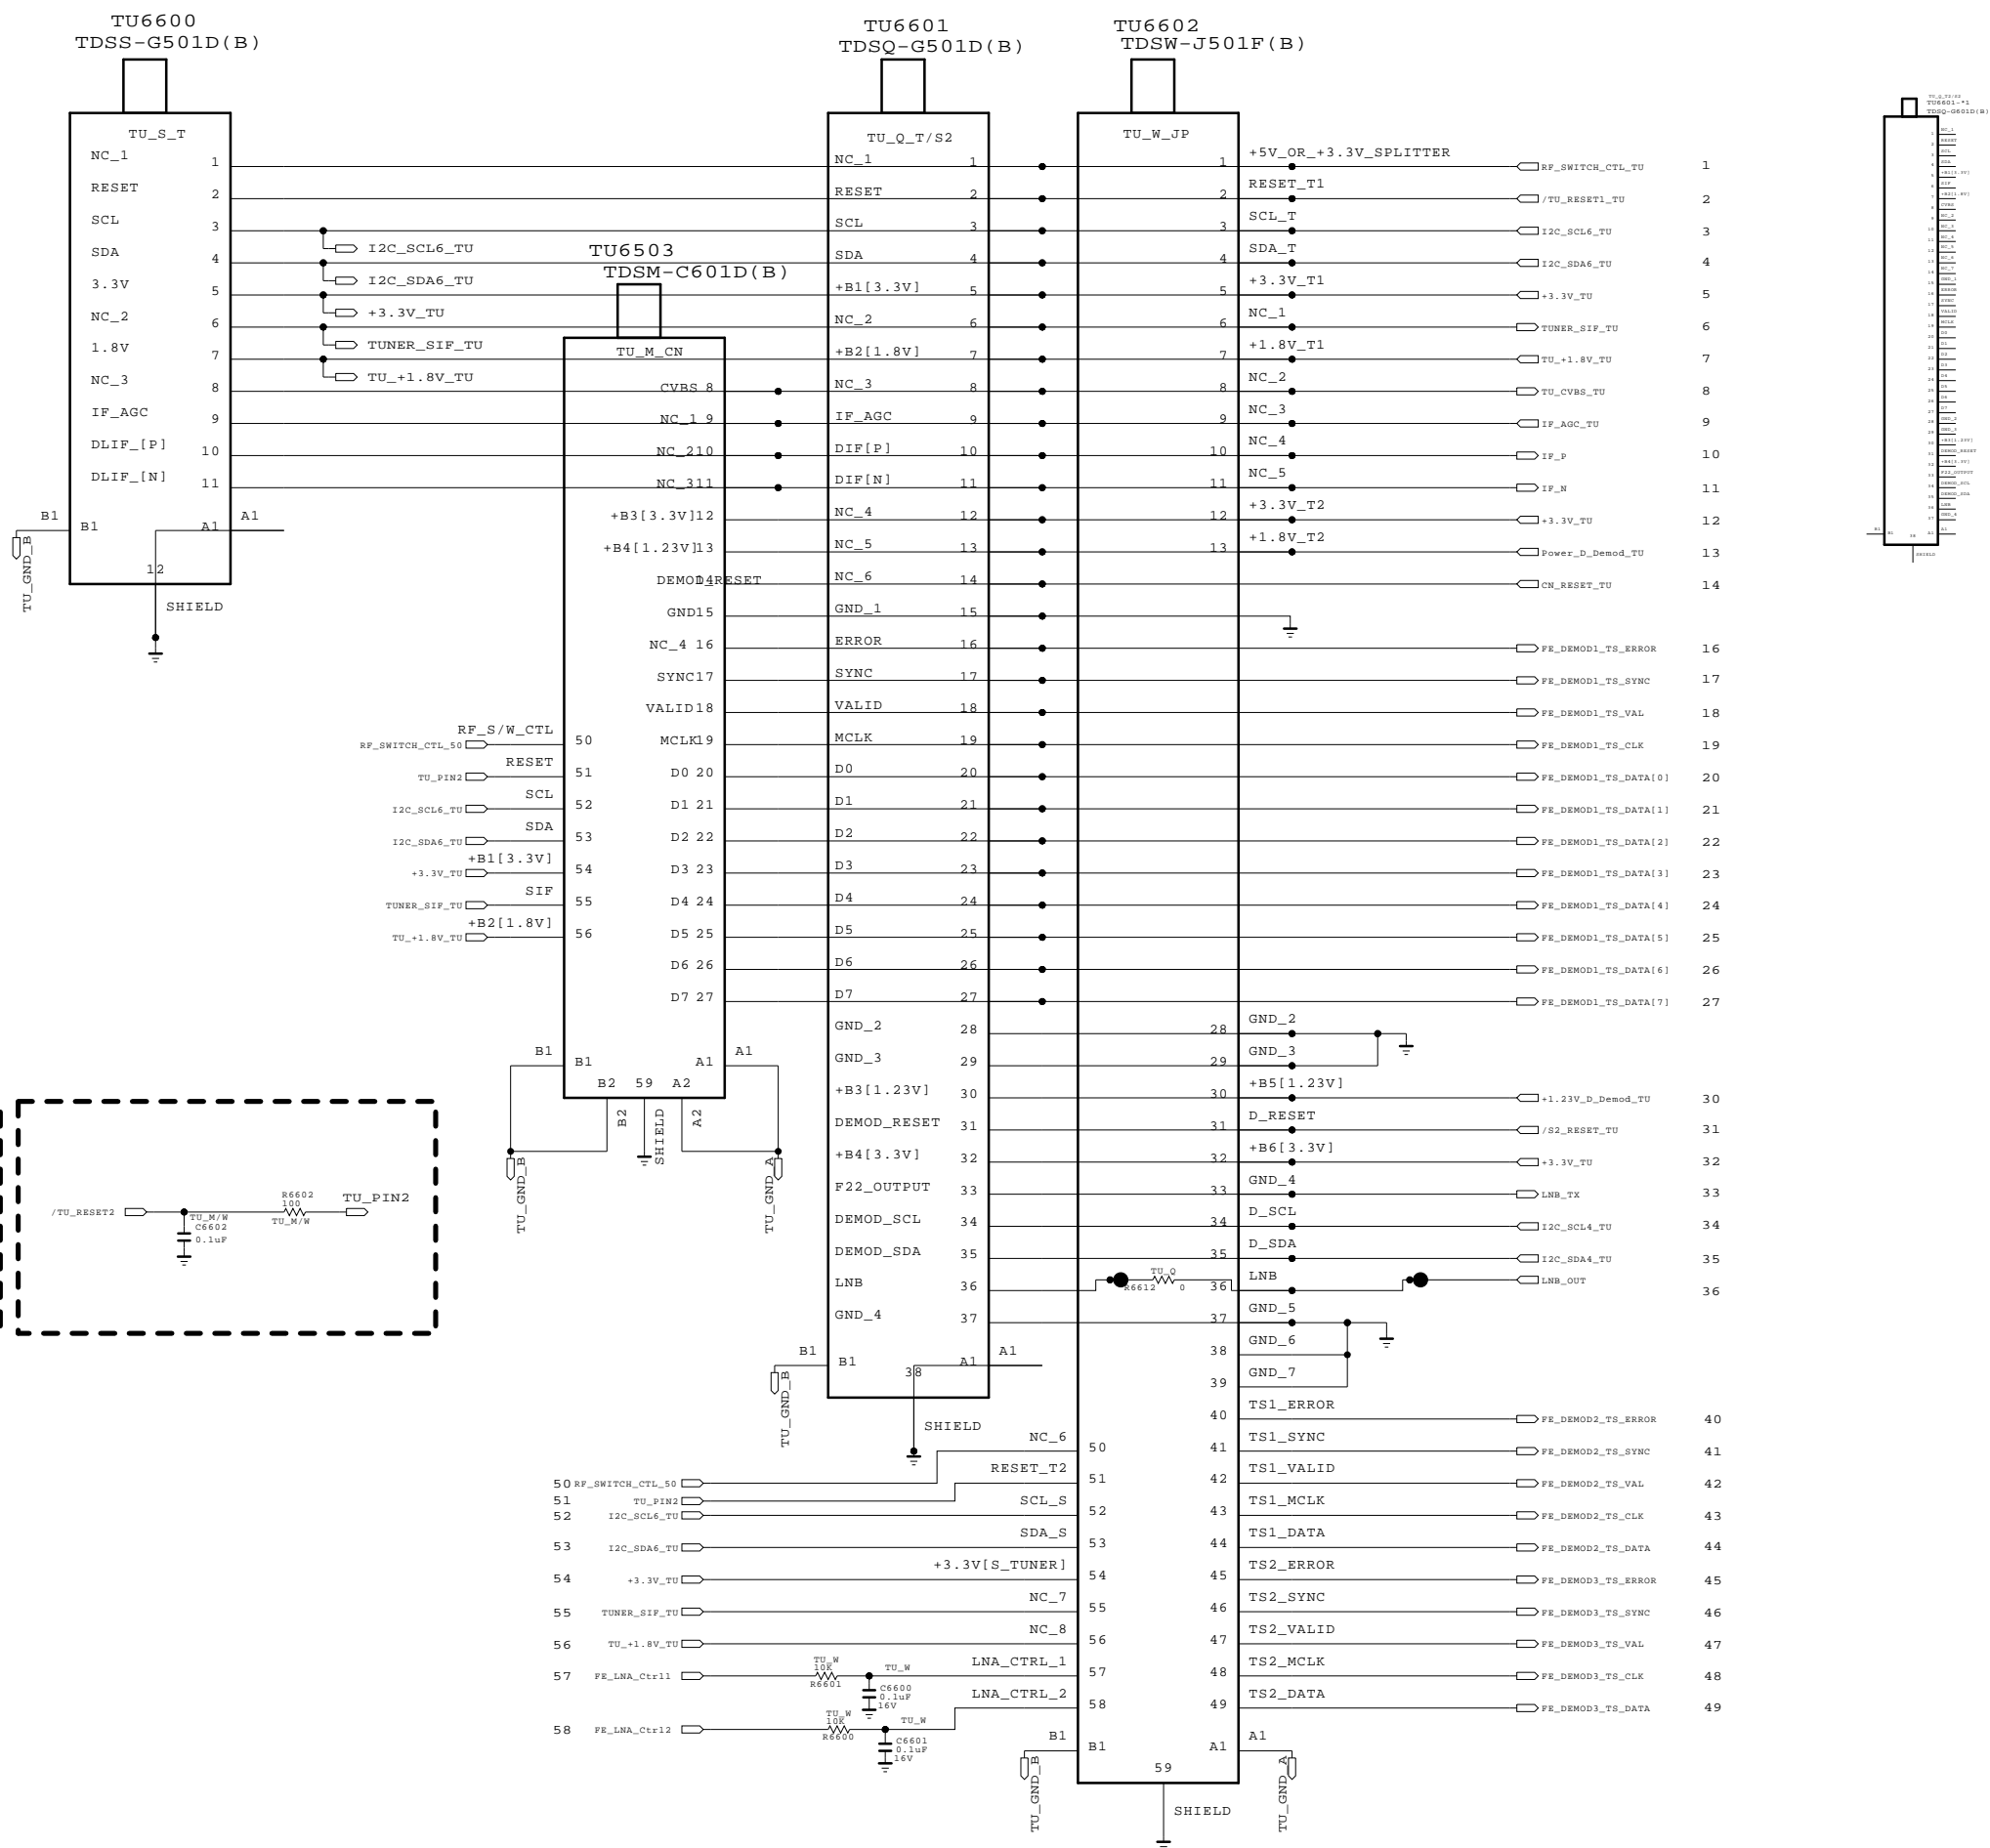 TU6600
TDSS-G501D(B)
TU_S_T
NC_1 1
RESET 2
SCL 3
SDA 4
3.3V 5
NC_2 6
1.8V 7
NC_3 8
IF_AGC 9
DLIF_[P] 10
DLIF_[N] 11
B1 B1 A1 A1
TU_GND_B
12
SHIELD
I2C_SCL6_TU
I2C_SDA6_TU
+3.3V_TU
TUNER_SIF_TU
TU_+1.8V_TU
TU6503
TDSM-C601D(B)
TU_M_CN
CVBS 8
NC_1 9
NC_2 10
NC_3 11
+B3[3.3V] 12
+B4[1.23V] 13
DEMOD_RESET 14
GND 15
NC_4 16
SYNC 17
VALID 18
MCLK 19
D0 20
D1 21
D2 22
D3 23
D4 24
D5 25
D6 26
D7 27
RF_SWITCH_CTL_50 RF_S/W_CTL 50
TU_PIN2 RESET 51
I2C_SCL6_TU SCL 52
I2C_SDA6_TU SDA 53
+3.3V_TU +B1[3.3V] 54
TUNER_SIF_TU SIF 55
TU_+1.8V_TU +B2[1.8V] 56
B1 B1 A1 A1
B2 59 A2
B2 SHIELD A2
TU_GND_B
TU_GND_A
/TU_RESET2
TU_M/W
C6602
0.1uF
R6602
100
TU_M/W
TU_PIN2
TU6601
TDSQ-G501D(B)
TU_Q_T/S2
NC_1 1
RESET 2
SCL 3
SDA 4
+B1[3.3V] 5
NC_2 6
+B2[1.8V] 7
NC_3 8
IF_AGC 9
DIF[P] 10
DIF[N] 11
NC_4 12
NC_5 13
NC_6 14
GND_1 15
ERROR 16
SYNC 17
VALID 18
MCLK 19
D0 20
D1 21
D2 22
D3 23
D4 24
D5 25
D6 26
D7 27
GND_2 28
GND_3 29
+B3[1.23V] 30
DEMOD_RESET 31
+B4[3.3V] 32
F22_OUTPUT 33
DEMOD_SCL 34
DEMOD_SDA 35
LNB 36
GND_4 37
B1 B1 A1 A1
38
TU_GND_B
SHIELD
TU_Q
R6612 0
TU6602
TDSW-J501F(B)
TU_W_JP
1 +5V_OR_+3.3V_SPLITTER RF_SWITCH_CTL_TU 1
2 RESET_T1 /TU_RESET1_TU 2
3 SCL_T I2C_SCL6_TU 3
4 SDA_T I2C_SDA6_TU 4
5 +3.3V_T1 +3.3V_TU 5
6 NC_1 TUNER_SIF_TU 6
7 +1.8V_T1 TU_+1.8V_TU 7
8 NC_2 TU_CVBS_TU 8
9 NC_3 IF_AGC_TU 9
10 NC_4 IF_P 10
11 NC_5 IF_N 11
12 +3.3V_T2 +3.3V_TU 12
13 +1.8V_T2 Power_D_Demod_TU 13
CN_RESET_TU 14
FE_DEMOD1_TS_ERROR 16
FE_DEMOD1_TS_SYNC 17
FE_DEMOD1_TS_VAL 18
FE_DEMOD1_TS_CLK 19
FE_DEMOD1_TS_DATA[0] 20
FE_DEMOD1_TS_DATA[1] 21
FE_DEMOD1_TS_DATA[2] 22
FE_DEMOD1_TS_DATA[3] 23
FE_DEMOD1_TS_DATA[4] 24
FE_DEMOD1_TS_DATA[5] 25
FE_DEMOD1_TS_DATA[6] 26
FE_DEMOD1_TS_DATA[7] 27
28 GND_2
29 GND_3
30 +B5[1.23V] +1.23V_D_Demod_TU 30
31 D_RESET /S2_RESET_TU 31
32 +B6[3.3V] +3.3V_TU 32
33 GND_4 LNB_TX 33
34 D_SCL I2C_SCL4_TU 34
35 D_SDA I2C_SDA4_TU 35
36 LNB LNB_OUT 36
37 GND_5
38 GND_6
39 GND_7
40 TS1_ERROR FE_DEMOD2_TS_ERROR 40
41 TS1_SYNC FE_DEMOD2_TS_SYNC 41
42 TS1_VALID FE_DEMOD2_TS_VAL 42
43 TS1_MCLK FE_DEMOD2_TS_CLK 43
44 TS1_DATA FE_DEMOD2_TS_DATA 44
45 TS2_ERROR FE_DEMOD3_TS_ERROR 45
46 TS2_SYNC FE_DEMOD3_TS_SYNC 46
47 TS2_VALID FE_DEMOD3_TS_VAL 47
48 TS2_MCLK FE_DEMOD3_TS_CLK 48
49 TS2_DATA FE_DEMOD3_TS_DATA 49
50 RF_SWITCH_CTL_50 NC_6 50
51 TU_PIN2 RESET_T2 51
52 I2C_SCL6_TU SCL_S 52
53 I2C_SDA6_TU SDA_S 53
54 +3.3V_TU +3.3V[S_TUNER] 54
55 TUNER_SIF_TU NC_7 55
56 TU_+1.8V_TU NC_8 56
57 FE_LNA_Ctrl1 LNA_CTRL_1 57
TU_W
10K
R6601
TU_W
C6600
0.1uF
16V
58 FE_LNA_Ctrl2 LNA_CTRL_2 58
TU_W
10K
R6600
TU_W
C6601
0.1uF
16V
B1 B1 A1 A1
TU_GND_B
59
TU_GND_A
SHIELD
TU6601-*1
TDSQ-G601D(B)